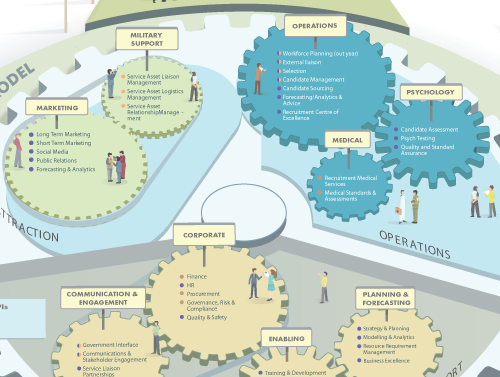 ODEL
MILITARY
SUPPORT
Service Asset Liaison
Management
Service Asset Logistics
Management
Service Asset
RelationshipManage -
ment
OPERATIONS
Workforce Planning (out year)
External liaison
Selection
Candidate Management
Candidate Sourcing
Forecasting/Analytics &
Advice
Recruitment Centre of
Excellence
MARKETING
Long Term Marketing
Short Term Marketing
Social Media
Public Relations
Forecasting & Analytics
PSYCHOLOGY
Candidate Assessment
Psych Testing
Quality and Standard
Assurance
MEDICAL
Recruitment Medical
Services
Medical Standards &
Assessments
TTRACTION
OPERATIONS
CORPORATE
Finance
HR
Procurement
Governance, Risk &
Compliance
Quality & Safety
COMMUNICATION &
ENGAGEMENT
Government Interface
Communications &
Stakeholder Engagement
Service Liaison
Partnerships
PLANNING &
FORECASTING
Strategy & Planning
Modelling & Analytics
Resource Requirement
Management
Business Excellence
ENABLING
Training & Development
ORT